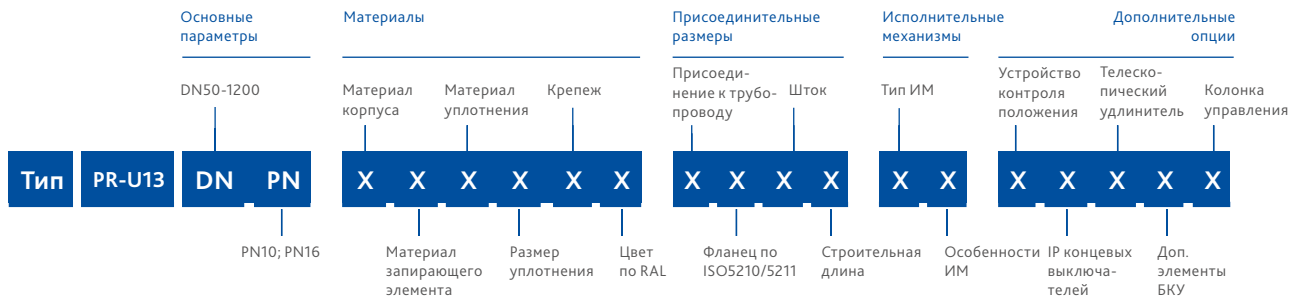 Основные
параметры
Материалы
Присоединительные
размеры
Исполнительные
механизмы
Дополнительные
опции
DN50-1200
Материал
корпуса
Материал
уплотнения
Крепеж
Присоеди-
нение к трубо-
проводу
Шток
Тип ИМ
Устройство
контроля
положения
Телеско-
пический
удлинитель
Колонка
управления
Тип PR-U13 DN PN X X X X X X X X X X X X X X X X X
PN10; PN16
Материал
запирающего
элемента
Размер
уплотнения
Цвет
по RAL
Фланец по
ISO5210/5211
Строительная
длина
Особенности
ИМ
IP концевых
выключа-
телей
Доп.
элементы
БКУ